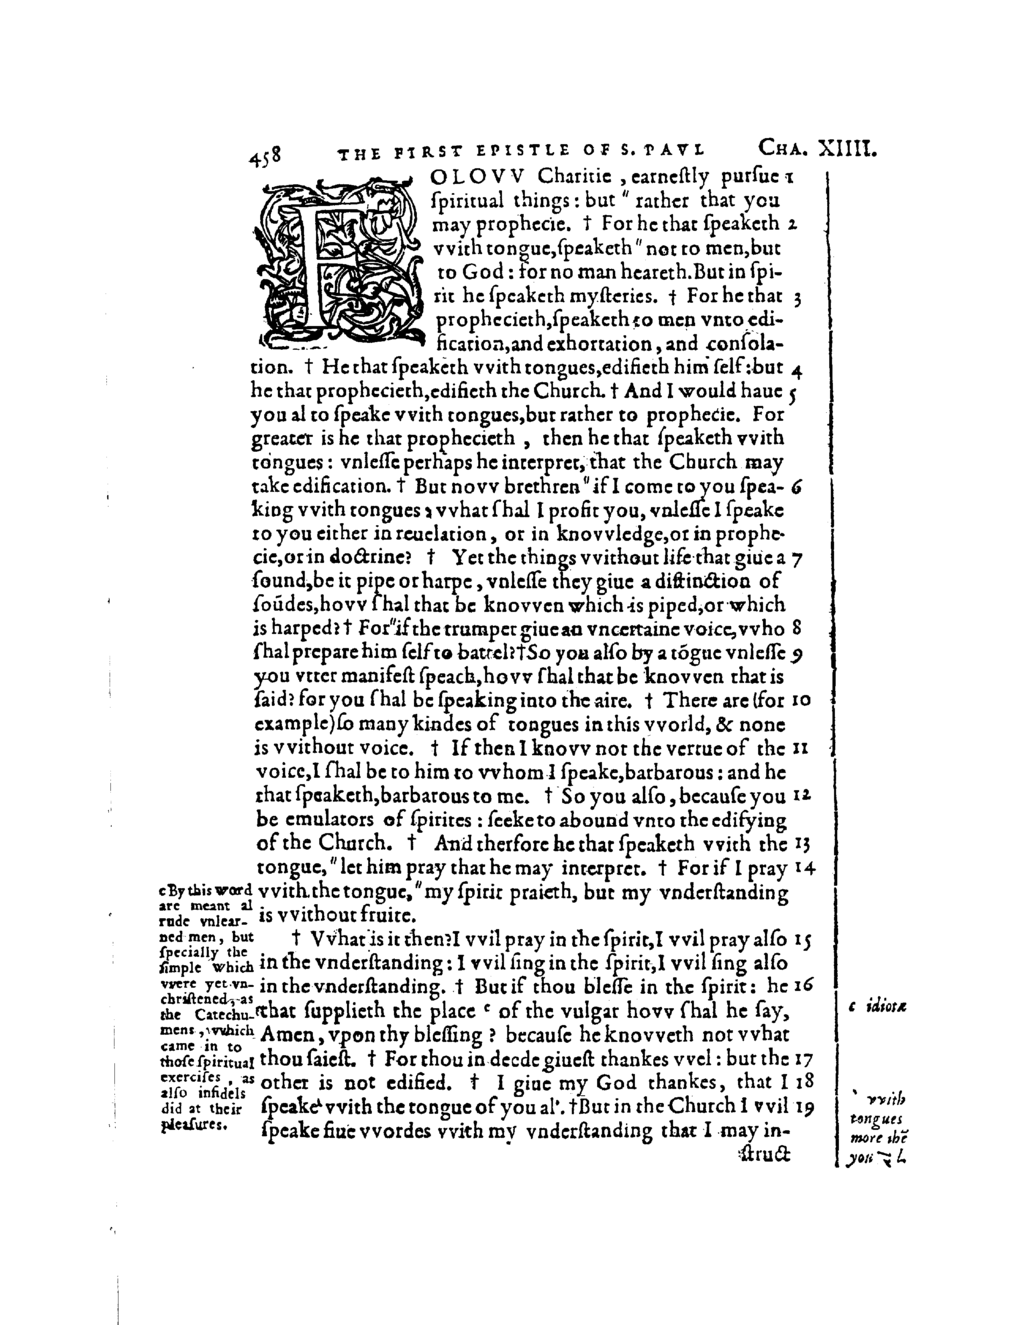 458 THE FIRST EPISTLE OF S. PAVL CHA. XIIII.
FOLOVV Charitie , earneſtly purſue 1
ſpiritual things : but " rather that you
may prophecie. † For he that ſpeaketh 2
vvith tongue,ſpeaketh " not to men,but
to God : for no man heareth.But in ſpi-
rit he ſpeaketh myſteries. † For he that 3
prophecieth,ſpeaketh to men vnto edi-
fication,and exhortation , and conſola-
tion. † He that ſpeaketh vvith tongues,edifieth him ſelf:but 4
he that prophecieth,edifieth the Church. † And I would haue 5
you al to ſpeake vvith tongues,but rather to prophecie. For
greater is he that prophecieth , then he that ſpeaketh vvith
tongues : vnleſſe perhaps he interpret, that the Church may
take edification. † But novv brethren " if I come to you ſpea- 6
king vvith tongues , vvhat ſhal I profit you, vnleſſe I ſpeake
to you either in reuelation , or in knovvledge,or in prophe-
cie,or in doctrine? † Yet the things vvithout life that giue a 7
ſound,be it pipe or harpe , vnleſſe they giue a diſtinction of
ſoūdes,hovv ſhal that be knovven which is piped,or which
is harped? † For " if the trumpet giue an vncertaine voice,vvho 8
ſhal prepare him ſelf to battel? † So you alſo by a tōgue vnleſſe 9
you vtter manifeſt ſpeach,hovv ſhal that be knovven that is
ſaid? for you ſhal be ſpeaking into the aire. † There are (for 10
example) ſo many kindes of tongues in this vvorld, & none
is vvithout voice. † If then I knovv not the vertue of the 11
voice,I ſhal be to him to vvhom I ſpeake,barbarous : and he
that ſpeaketh,barbarous to me. † So you alſo , becauſe you 12
be emulators of ſpirites : ſeeke to abound vnto the edifying
of the Church. † And therfore he that ſpeaketh vvith the 13
tongue, " let him pray that he may interpret. † For if I pray 14
vvith the tongue, " my ſpirit praieth, but my vnderſtanding
is vvithout fruite.
† Vvhat is it then? I vvil pray in the ſpirit,I vvil pray alſo 15
in the vnderſtanding : I vvil ſing in the ſpirit,I vvil ſing alſo
in the vnderſtanding. † But if thou bleſſe in the ſpirit : he 16
that ſupplieth the place ᶜ of the vulgar hovv ſhal he ſay,
Amen, vpon thy bleſſing ? becauſe he knovveth not vvhat
thou ſaieſt. † For thou in deede giueſt thankes vvel : but the 17
other is not edified. † I giue my God thankes, that I 18
ſpeake ' vvith the tongue of you al'. † But in the Church I vvil 19
ſpeake fiue vvordes vvith my vnderſtanding that I may in-
ſtruct
c By this word
are meant al
rude vnlear-
ned men, but
ſpecially the
ſimple which
vvere yet vn-
chriſtened, as
the Catechu-
mens , vvhich
came in to
thoſe ſpiritual
exerciſes , as
alſo infidels
did at their
pleaſures.
c idiotæ
' vvith
tongues
more thē
you